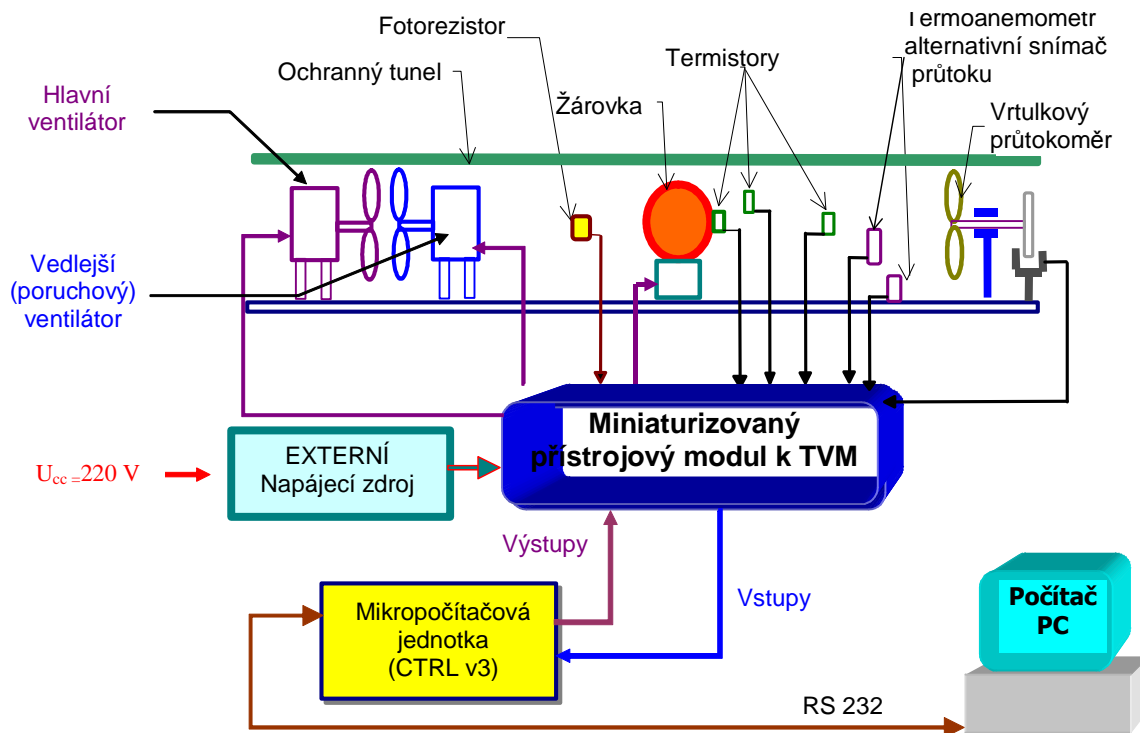 Termoanemometr
alternativní snímač
průtoku
Fotorezistor
Termistory
Ochranný tunel
Hlavní
ventilátor
Žárovka
Vrtulkový
průtokoměr
Vedlejší
(poruchový)
ventilátor
Miniaturizovaný
přístrojový modul k TVM
EXTERNÍ
Napájecí zdroj
Ucc =220 V
Výstupy
Vstupy
Mikropočítačová
jednotka
(CTRL v3)
Počítač
PC
RS 232